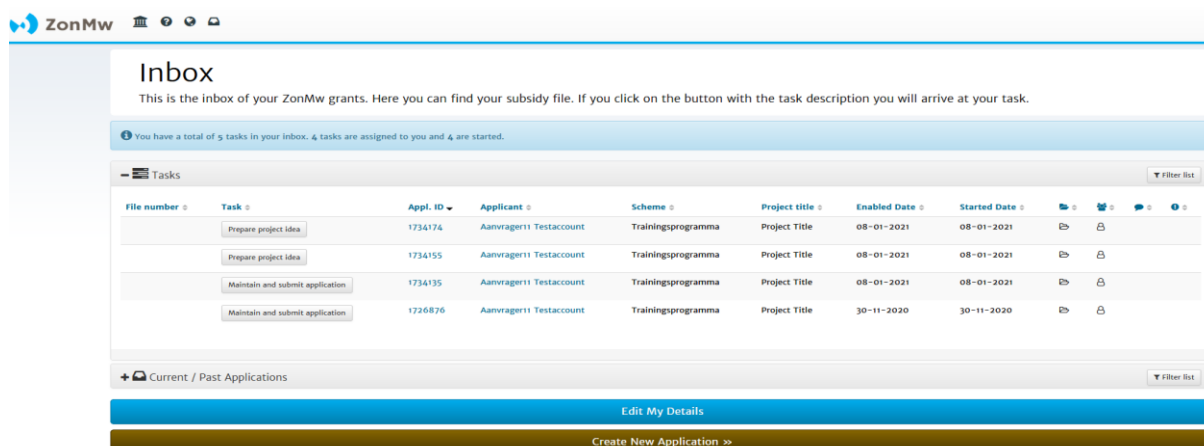 ZonMw
Inbox
This is the inbox of your ZonMw grants. Here you can find your subsidy file. If you click on the button with the task description you will arrive at your task.
You have a total of 5 tasks in your inbox. 4 tasks are assigned to you and 4 are started.
Tasks Filter list
File number Task Appl. ID Applicant Scheme Project title Enabled Date Started Date
Prepare project idea 1734174 Aanvrager11 Testaccount Trainingsprogramma Project Title 08-01-2021 08-01-2021
Prepare project idea 1734155 Aanvrager11 Testaccount Trainingsprogramma Project Title 08-01-2021 08-01-2021
Maintain and submit application 1734135 Aanvrager11 Testaccount Trainingsprogramma Project Title 08-01-2021 08-01-2021
Maintain and submit application 1726876 Aanvrager11 Testaccount Trainingsprogramma Project Title 30-11-2020 30-11-2020
Current / Past Applications Filter list
Edit My Details
Create New Application »